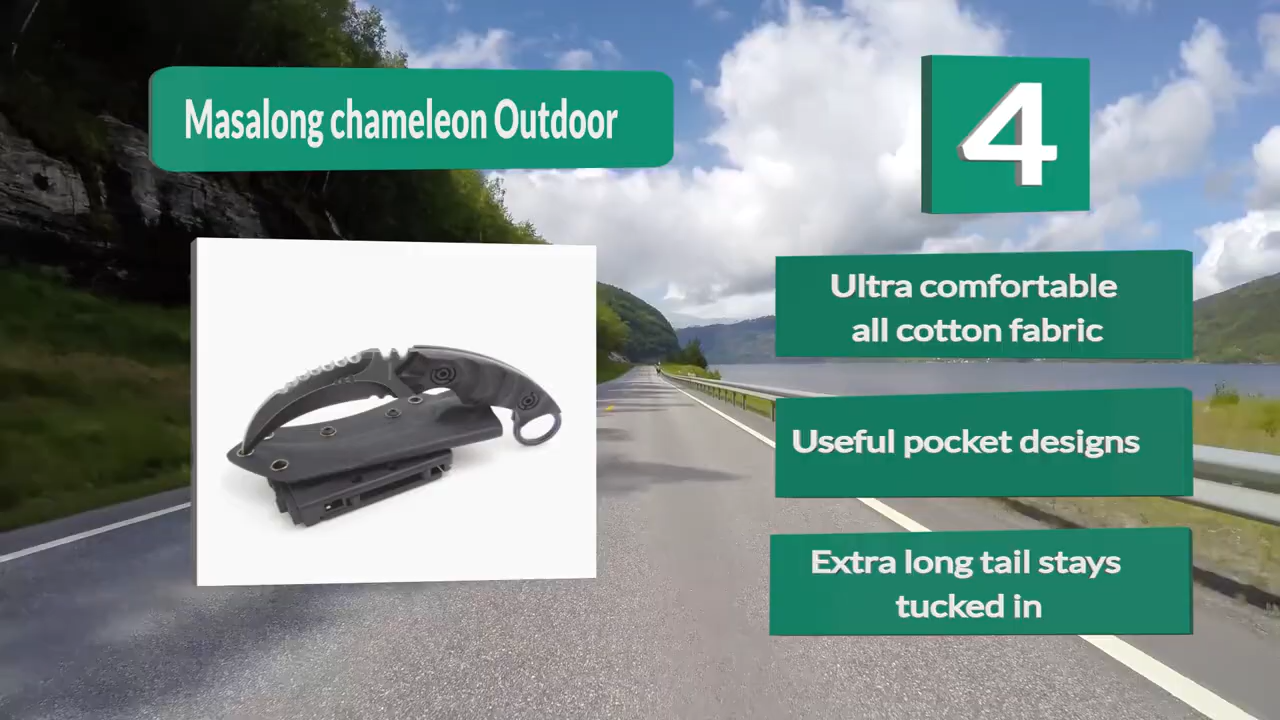 Masalong chameleon Outdoor
4
Ultra comfortable
all cotton fabric
Useful pocket designs
Extra long tail stays
tucked in